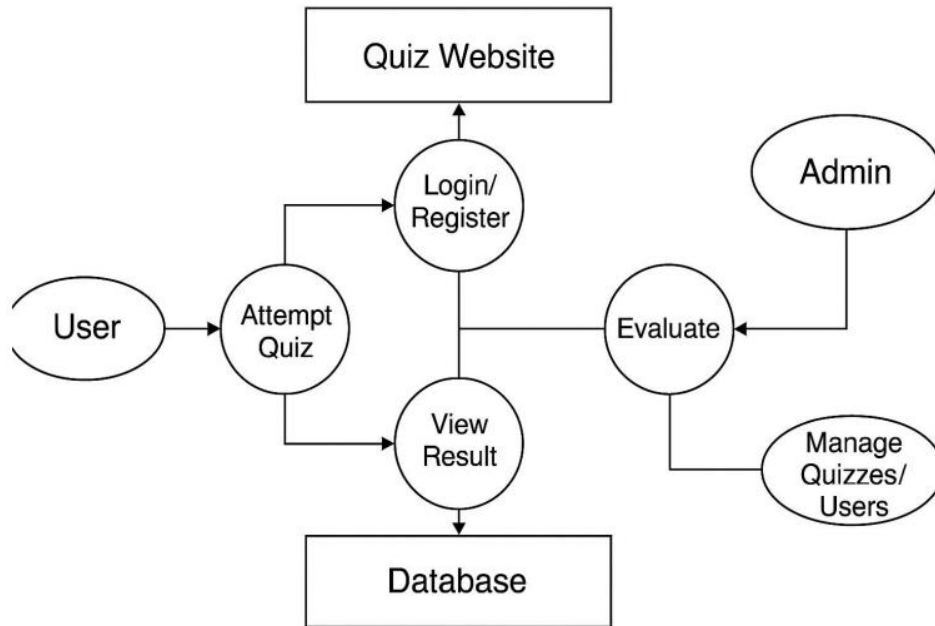 Quiz Website
Login/
Register
Admin
User
Attempt
Quiz
Evaluate
View
Result
Manage
Quizzes/
Users
Database